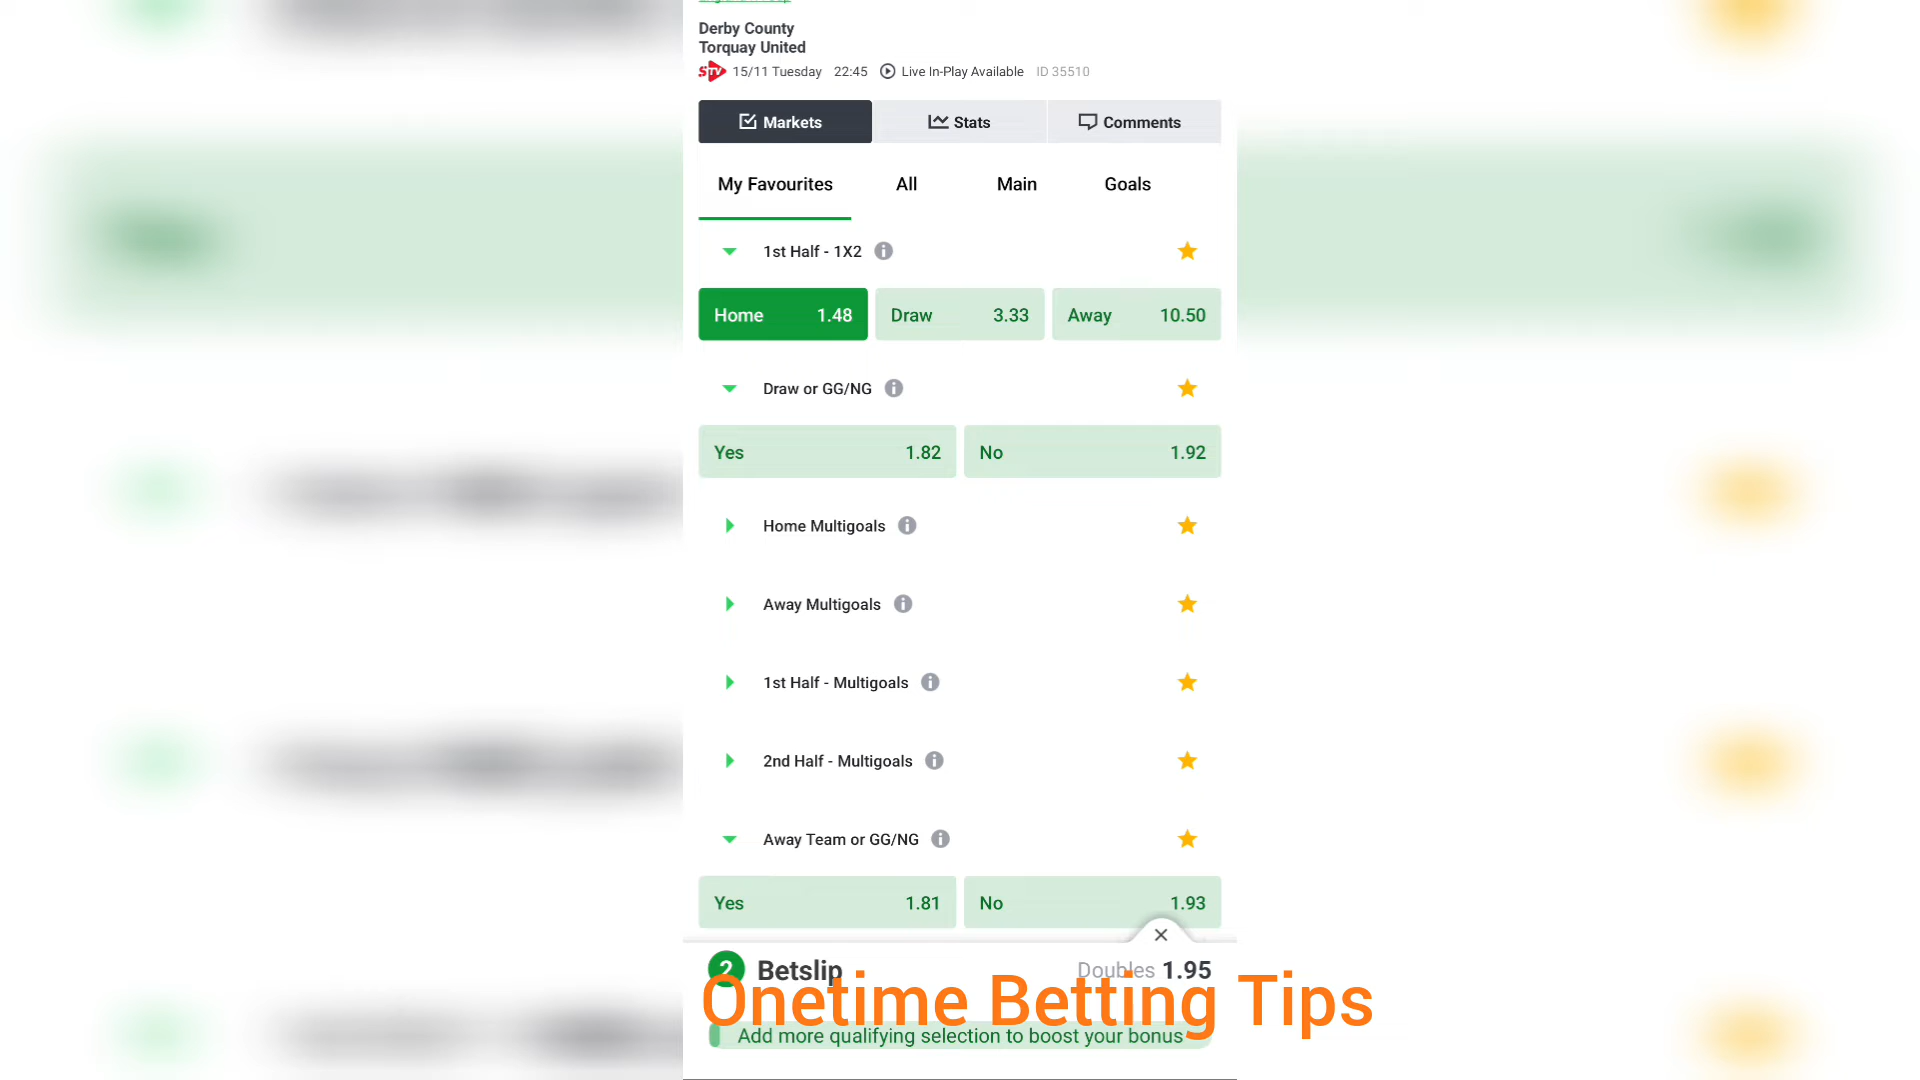 Derby County
Torquay United
STV 15/11 Tuesday 22:45 Live In-Play Available ID 35510
Markets Stats Comments
My Favourites All Main Goals
1st Half - 1X2
Home 1.48 Draw 3.33 Away 10.50
Draw or GG/NG
Yes 1.82 No 1.92
Home Multigoals
Away Multigoals
1st Half - Multigoals
2nd Half - Multigoals
Away Team or GG/NG
Yes 1.81 No 1.93
2 Betslip Doubles 1.95
Onetime Betting Tips
Add more qualifying selection to boost your bonus